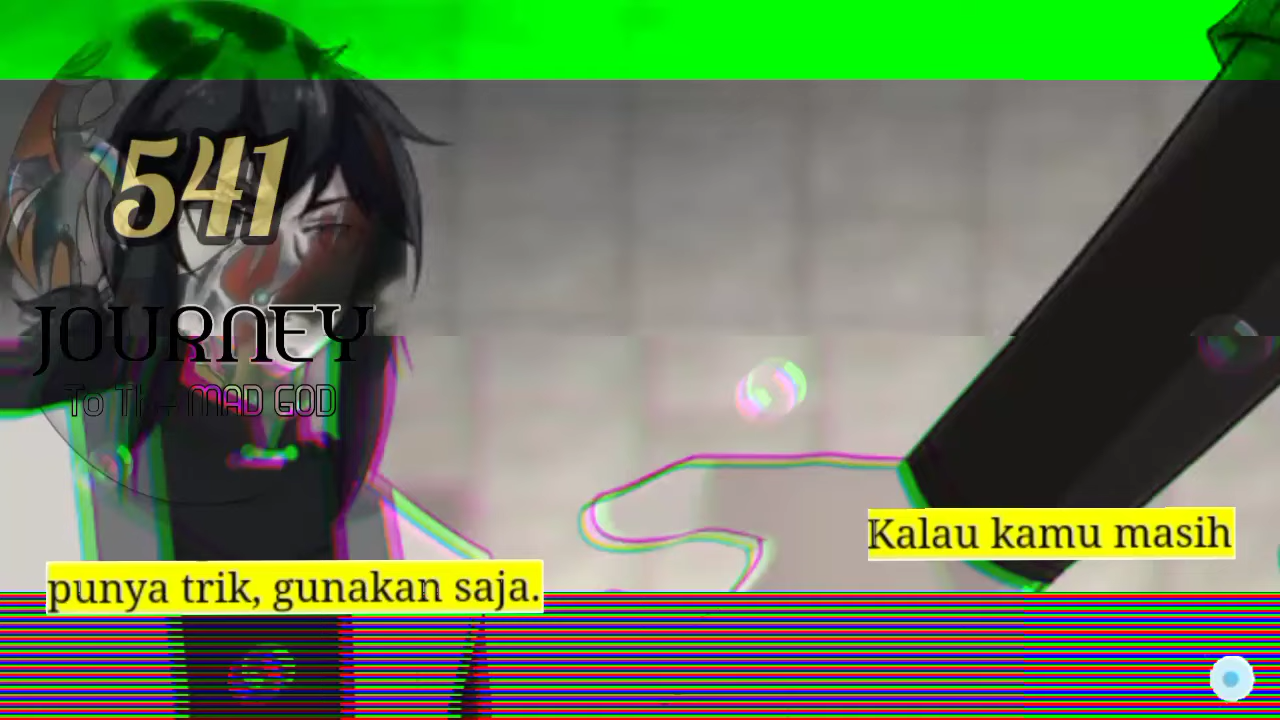 541
JOURNEY
To The MAD GOD
Kalau kamu masih
punya trik, gunakan saja.